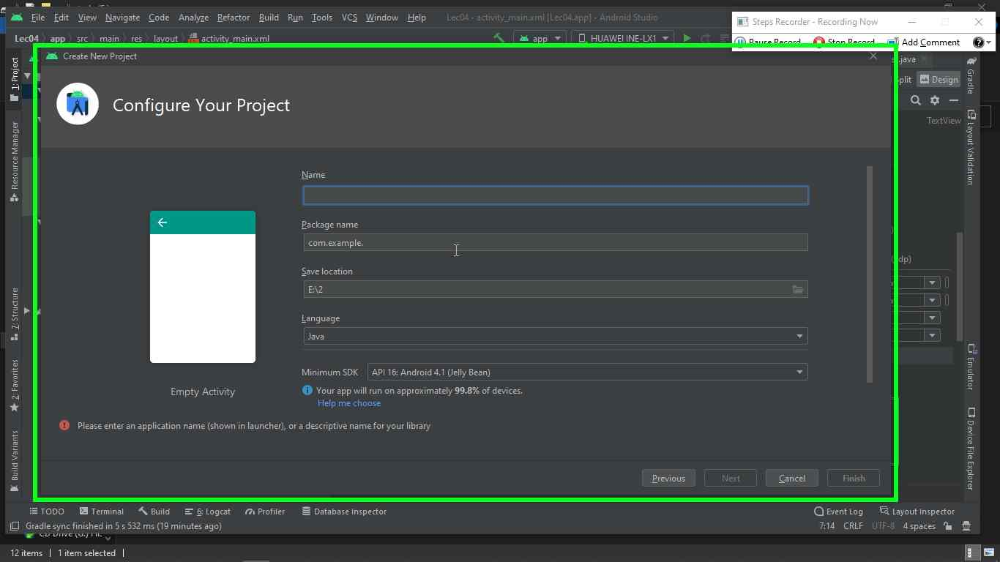 File Edit View Navigate Code Analyze Refactor Build Run Tools VCS Window Help Lec04 - activity_main.xml [Lec04.app] - Android Studio
Steps Recorder - Recording Now
Pause Record Stop Record Add Comment
Lec04 app src main res layout activity_main.xml app HUAWEI INE-LX1
Create New Project
.java
Split Design
TextView
Configure Your Project
Name
Package name
com.example.
Save location
E:\2
Language
Java
Minimum SDK API 16: Android 4.1 (Jelly Bean)
Your app will run on approximately 99.8% of devices.
Help me choose
Empty Activity
Please enter an application name (shown in launcher), or a descriptive name for your library
Previous Next Cancel Finish
1: Project
Resource Manager
7: Structure
2: Favorites
Build Variants
Gradle
Layout Validation
Emulator
Device File Explorer
TODO Terminal Build 6: Logcat Profiler Database Inspector Event Log Layout Inspector
Gradle sync finished in 5 s 532 ms (19 minutes ago) 7:14 CRLF UTF-8 4 spaces
CD Drive (G:)
12 items 1 item selected